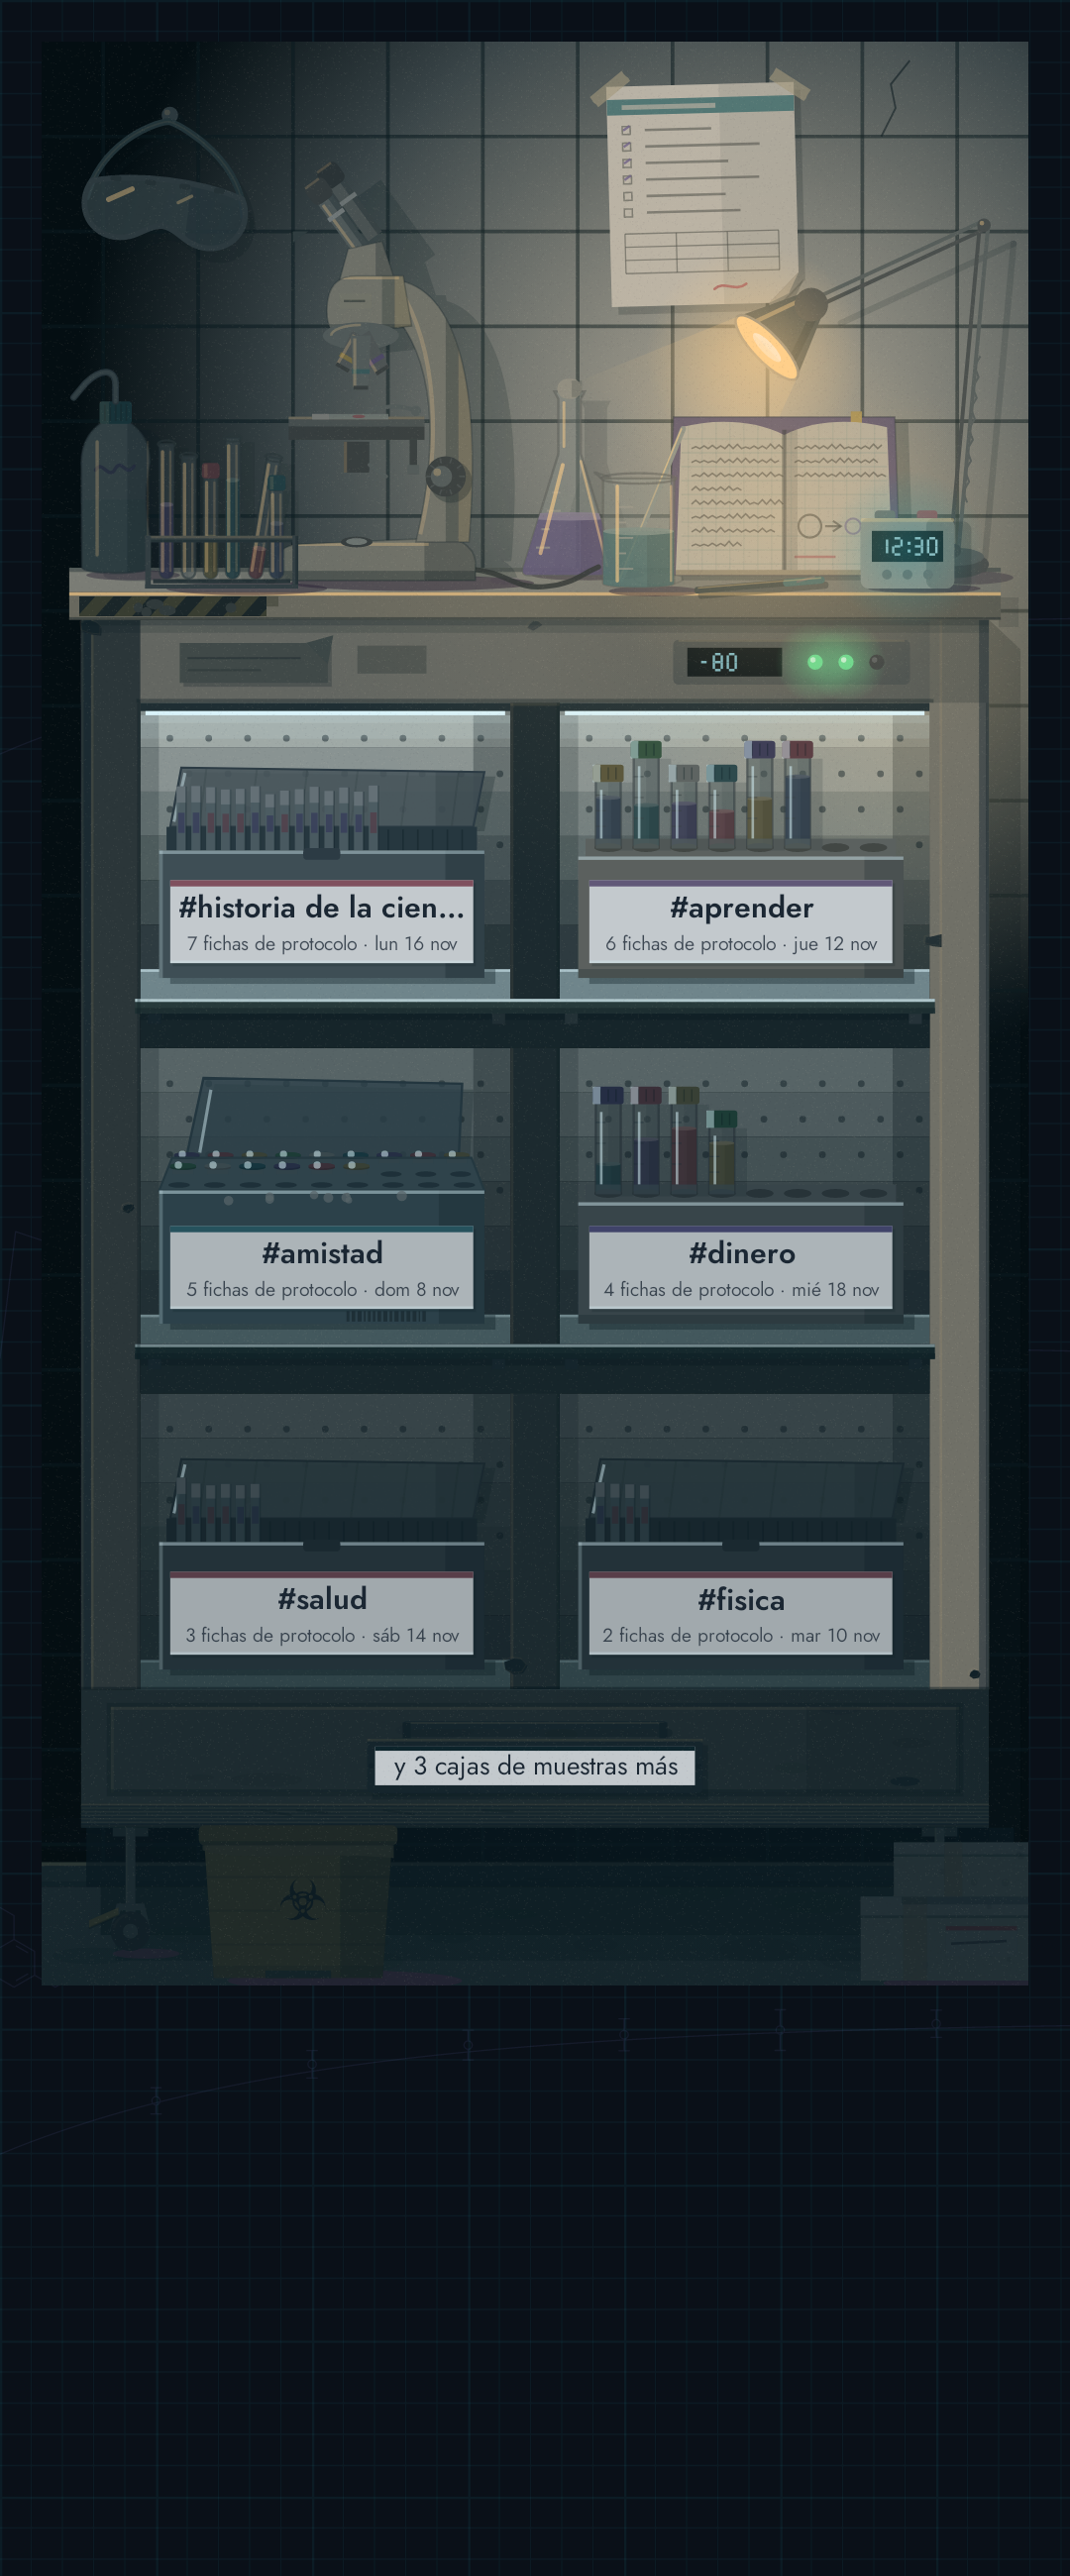 12:30
-80
#historia de la cien...
7 fichas de protocolo · lun 16 nov
#aprender
6 fichas de protocolo · jue 12 nov
#amistad
5 fichas de protocolo · dom 8 nov
#dinero
4 fichas de protocolo · mié 18 nov
#salud
3 fichas de protocolo · sáb 14 nov
#fisica
2 fichas de protocolo · mar 10 nov
y 3 cajas de muestras más